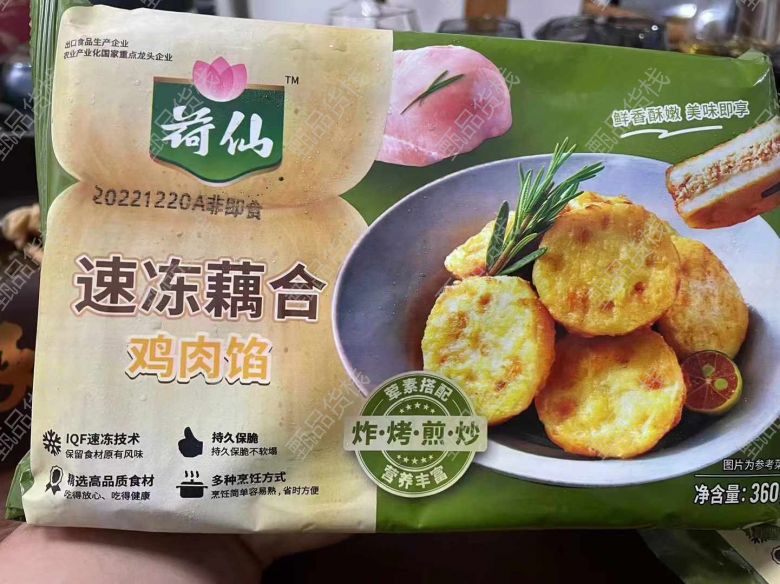 出口食品生产企业
农业产业化国家重点龙头企业
TM
荷仙
20221220A非即食
速冻藕合
鸡肉馅
鲜香酥嫩 美味即享
IQF速冻技术
保留食材原有风味
持久保脆
持久保脆不软塌
精选高品质食材
吃得放心、吃得健康
多种烹饪方式
烹饪简单容易熟，省时方便
荤素搭配
炸·烤·煎·炒
营养丰富
图片为参考
净含量：360
甄品货栈